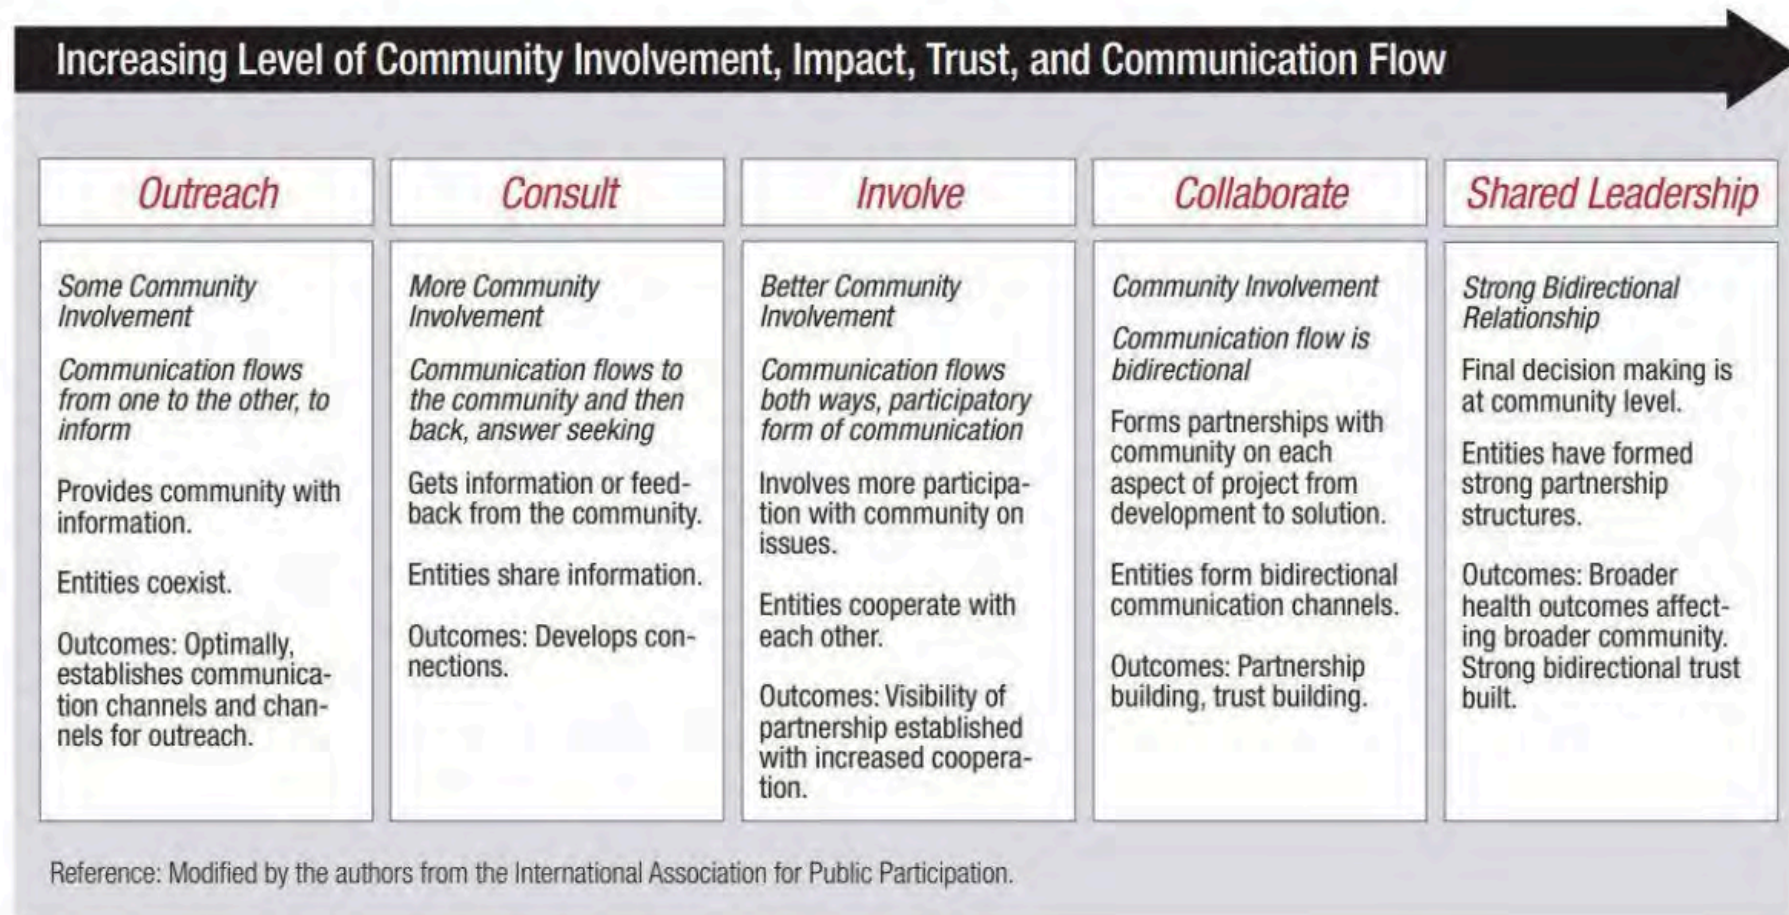 Increasing Level of Community Involvement, Impact, Trust, and Communication Flow
Outreach
Some Community
Involvement
Communication flows
from one to the other, to
inform
Provides community with
information.
Entities coexist.
Outcomes: Optimally,
establishes communica-
tion channels and chan-
nels for outreach.
Consult
More Community
Involvement
Communication flows to
the community and then
back, answer seeking
Gets information or feed-
back from the community.
Entities share information.
Outcomes: Develops con-
nections.
Involve
Better Community
Involvement
Communication flows
both ways, participatory
form of communication
Involves more participa-
tion with community on
issues.
Entities cooperate with
each other.
Outcomes: Visibility of
partnership established
with increased coopera-
tion.
Collaborate
Community Involvement
Communication flow is
bidirectional
Forms partnerships with
community on each
aspect of project from
development to solution.
Entities form bidirectional
communication channels.
Outcomes: Partnership
building, trust building.
Shared Leadership
Strong Bidirectional
Relationship
Final decision making is
at community level.
Entities have formed
strong partnership
structures.
Outcomes: Broader
health outcomes affect-
ing broader community.
Strong bidirectional trust
built.
Reference: Modified by the authors from the International Association for Public Participation.